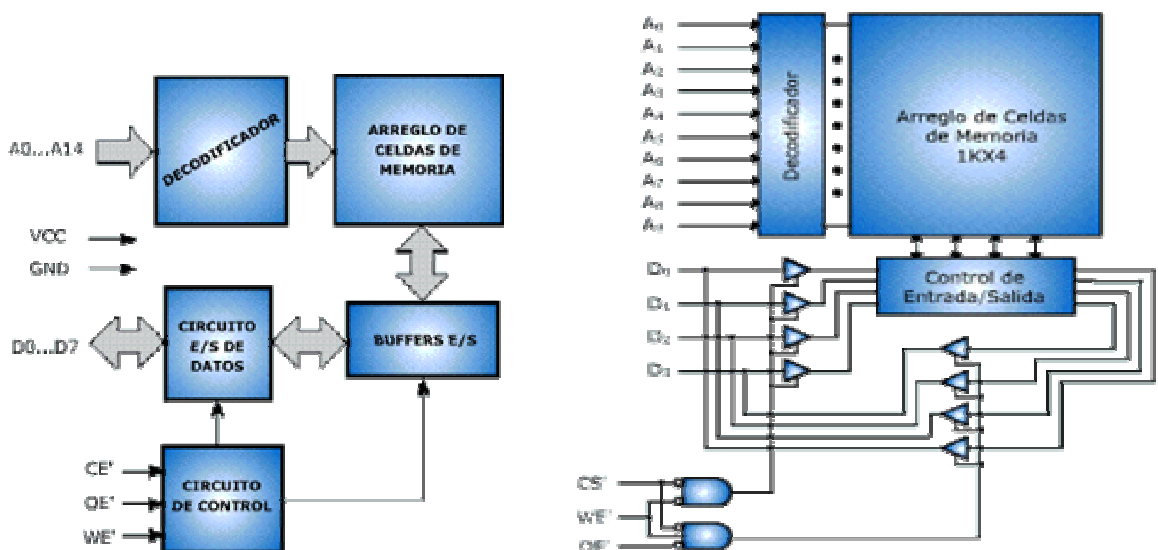 A0...A14
DECODIFICADOR
ARREGLO DE
CELDAS DE
MEMORIA
VCC
GND
D0...D7
CIRCUITO
E/S DE
DATOS
BUFFERS E/S
CE'
OE'
WE'
CIRCUITO
DE CONTROL
A0
A1
A2
A3
A4
A5
A6
A7
A8
A9
Decodificador
Arreglo de Celdas
de Memoria
1KX4
D0
D1
D2
D3
Control de
Entrada/Salida
CS'
WE'
OE'